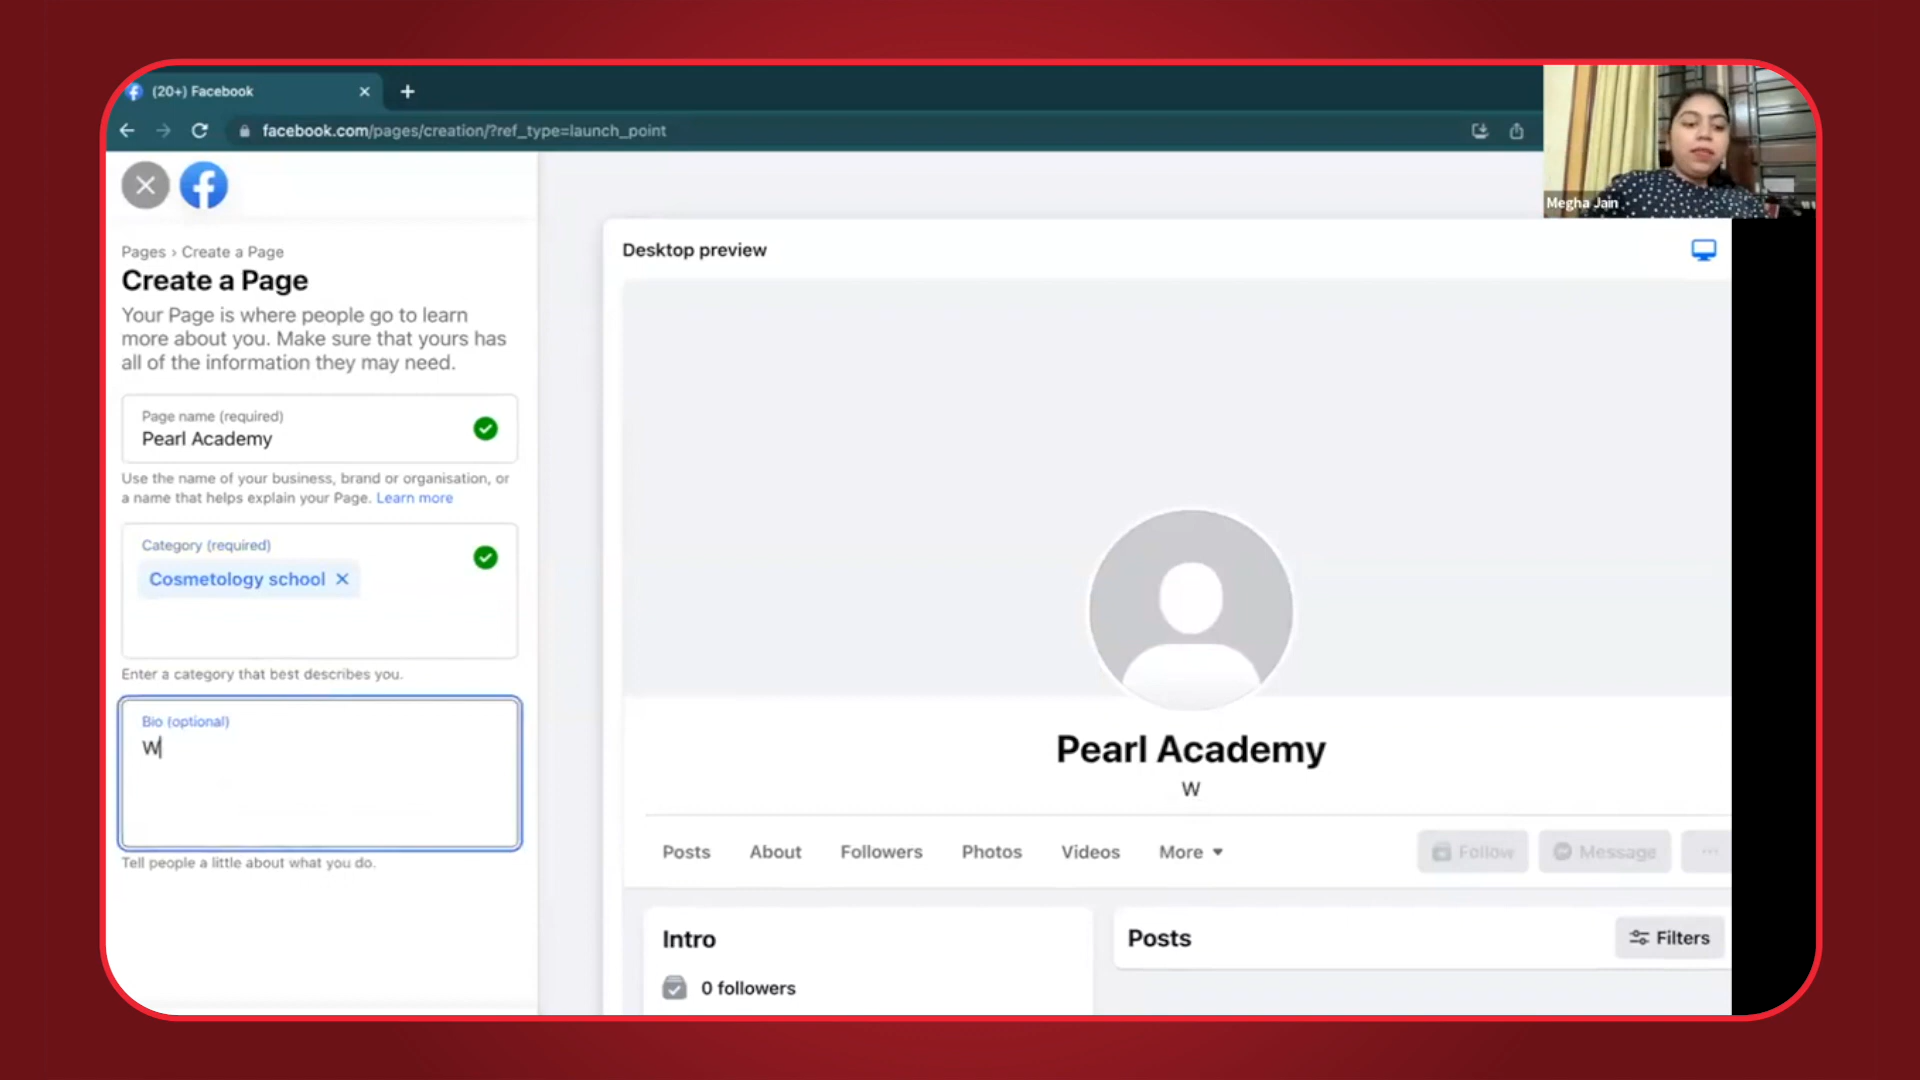 (20+) Facebook
facebook.com/pages/creation/?ref_type=launch_point
Megha Jain
Pages › Create a Page
Create a Page
Your Page is where people go to learn
more about you. Make sure that yours has
all of the information they may need.
Page name (required)
Pearl Academy
Use the name of your business, brand or organisation, or
a name that helps explain your Page. Learn more
Category (required)
Cosmetology school
Enter a category that best describes you.
Bio (optional)
W
Tell people a little about what you do.
Desktop preview
Pearl Academy
W
Posts About Followers Photos Videos More
Follow Message
Intro
0 followers
Posts
Filters